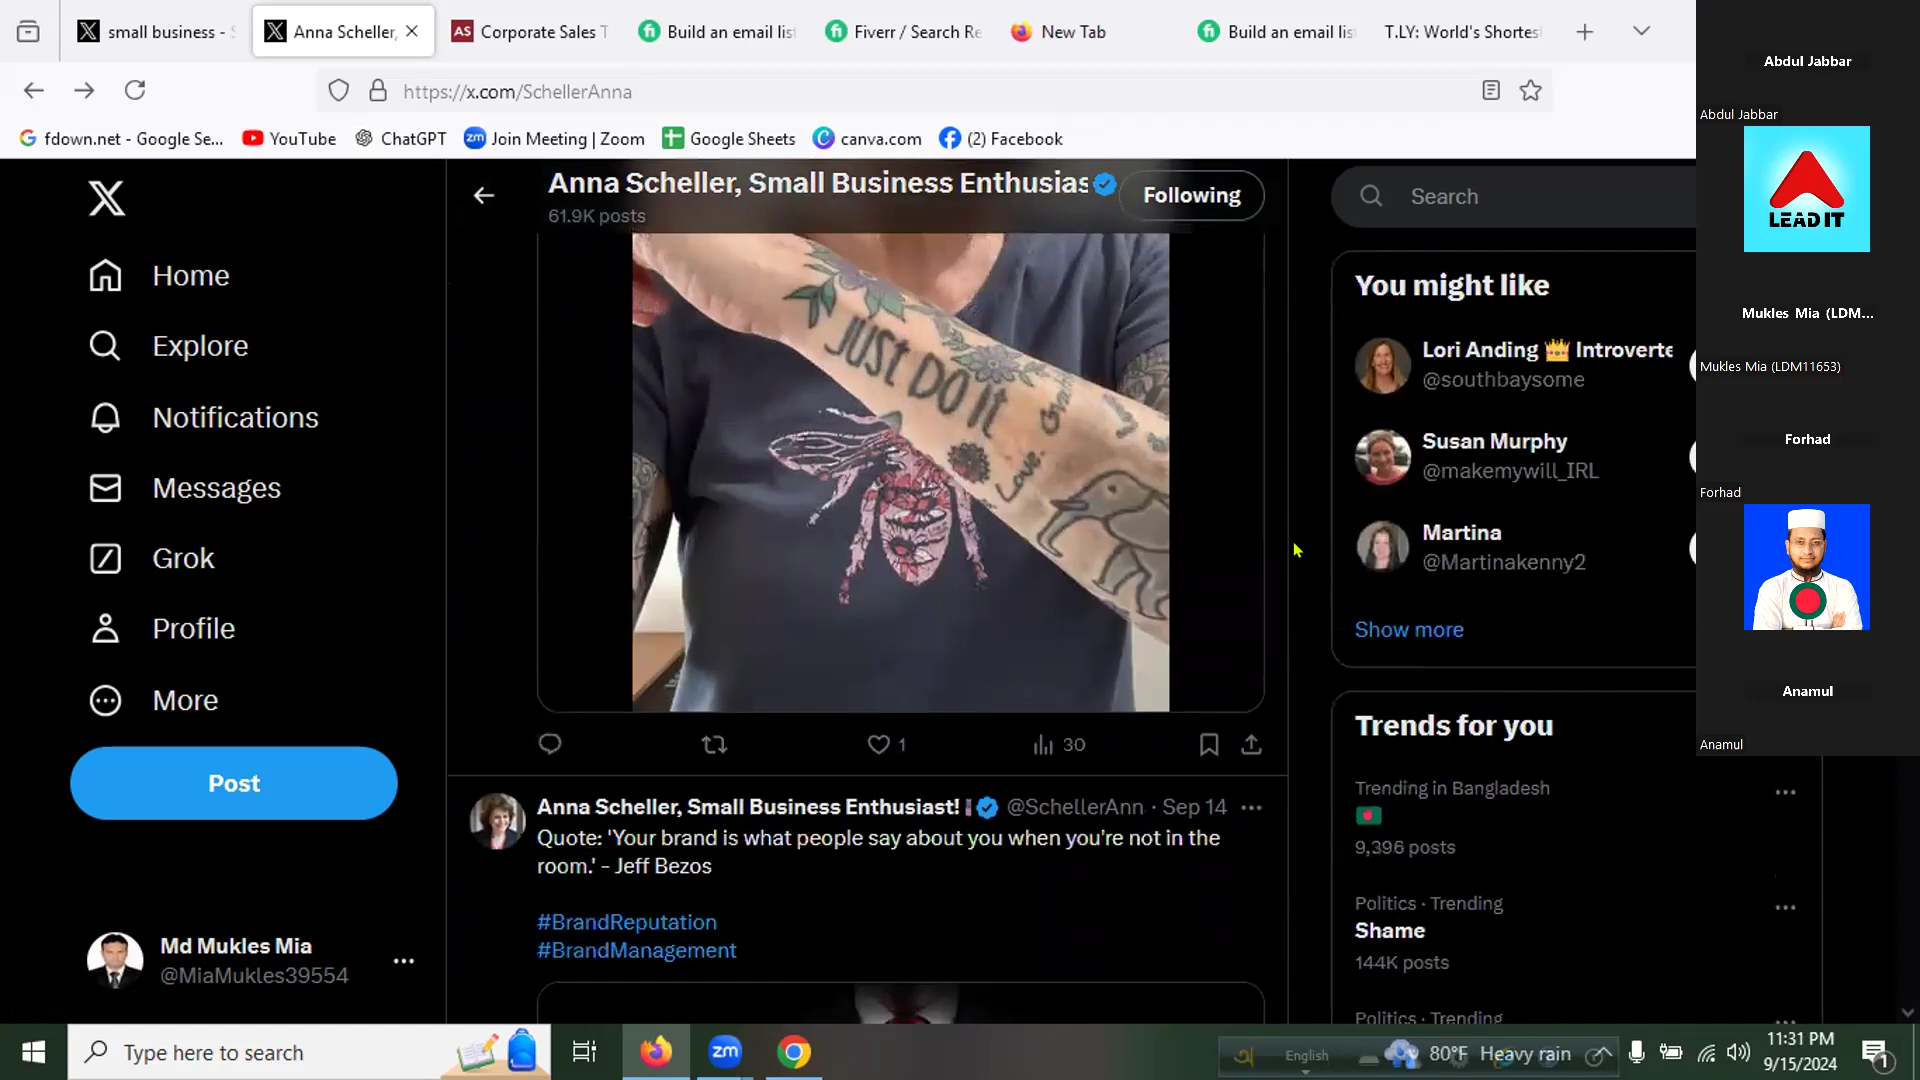 small business -
Anna Scheller,
AS
Corporate Sales T
Build an email lis
Fiverr / Search Re
New Tab
Build an email lis
T.LY: World's Shortes
https://x.com/SchellerAnna
fdown.net - Google Se...
YouTube
ChatGPT
zm
Join Meeting | Zoom
Google Sheets
canva.com
(2) Facebook
Home
Explore
Notifications
Messages
Grok
Profile
More
Post
Md Mukles Mia
@MiaMukles39554
Anna Scheller, Small Business Enthusias
61.9K posts
Following
JUST DO IT
Love
1
30
Anna Scheller, Small Business Enthusiast!
@SchellerAnn · Sep 14
Quote: 'Your brand is what people say about you when you're not in the
room.' - Jeff Bezos
#BrandReputation
#BrandManagement
Search
You might like
Lori Anding 👑 Introverte
@southbaysome
Susan Murphy
@makemywill_IRL
Martina
@Martinakenny2
Show more
Trends for you
Trending in Bangladesh
🇧🇩
9,396 posts
Politics · Trending
Shame
144K posts
Politics · Trending
Abdul Jabbar
Abdul Jabbar
LEAD IT
Mukles Mia (LDM...
Mukles Mia (LDM11653)
Forhad
Forhad
Anamul
Anamul
Type here to search
zm
অ
English
80°F Heavy rain
11:31 PM
9/15/2024
1